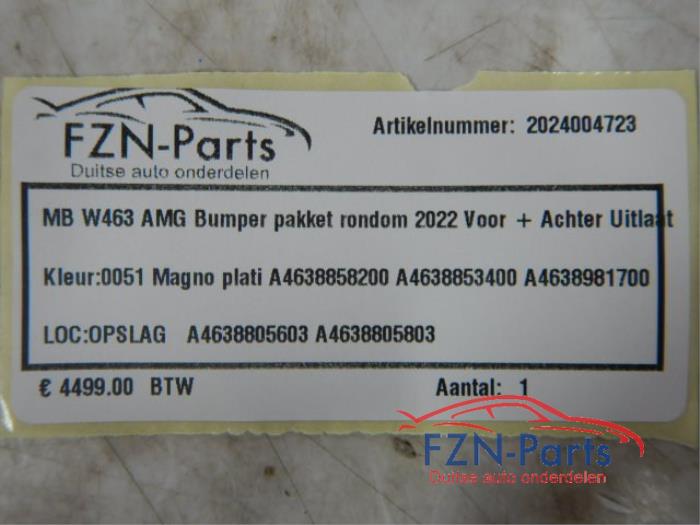 FZN-Parts
Duitse auto onderdelen
Artikelnummer: 2024004723
MB W463 AMG Bumper pakket rondom 2022 Voor + Achter Uitlaat
Kleur:0051 Magno plati A4638858200 A4638853400 A4638981700
LOC:OPSLAG A4638805603 A4638805803
€ 4499.00 BTW
Aantal: 1
FZN-Parts
Duitse auto onderdelen